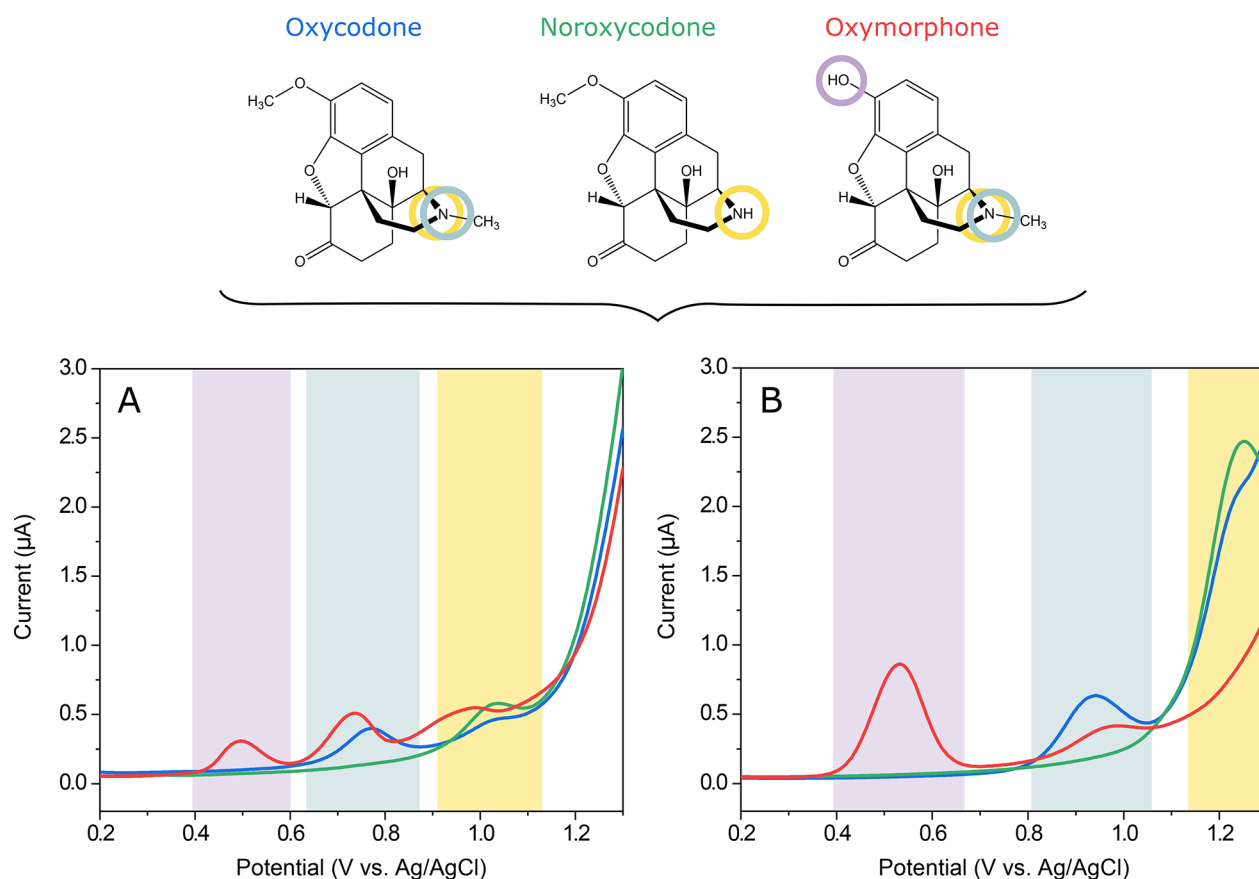 Oxycodone Noroxycodone Oxymorphone
H₃C O O H₃C O HO
O OH H N CH₃ O
O OH H NH O
O OH H N CH₃ O
A
3.0
2.5
2.0
1.5
1.0
0.5
0.0
Current (µA)
0.2 0.4 0.6 0.8 1.0 1.2
Potential (V vs. Ag/AgCl)
B
3.0
2.5
2.0
1.5
1.0
0.5
0.0
Current (µA)
0.2 0.4 0.6 0.8 1.0 1.2
Potential (V vs. Ag/AgCl)